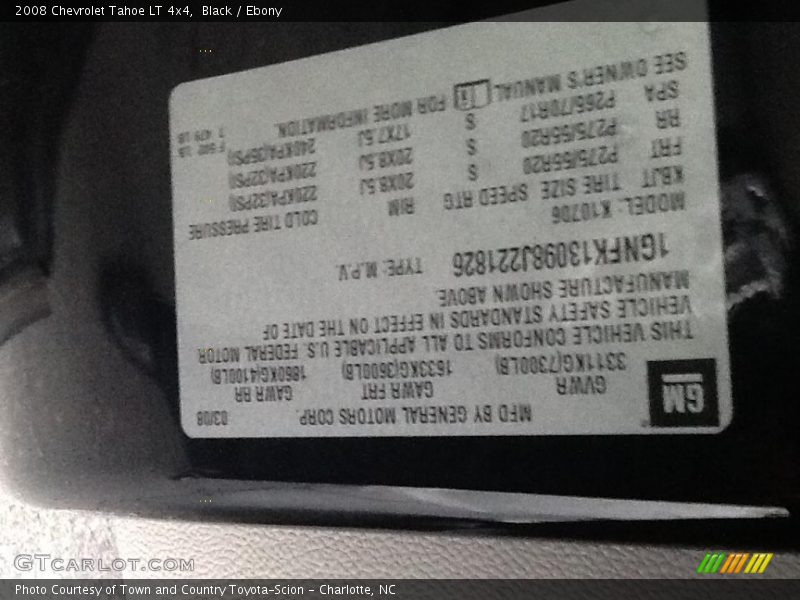 2008 Chevrolet Tahoe LT 4x4, Black / Ebony
GM
MFD BY GENERAL MOTORS CORP. 03/08
GVWR GAWR FRT GAWR RR
3311KG(7300LB) 1633KG(3600LB) 1860KG(4100LB)
THIS VEHICLE CONFORMS TO ALL APPLICABLE U.S. FEDERAL MOTOR
VEHICLE SAFETY STANDARDS IN EFFECT ON THE DATE OF
MANUFACTURE SHOWN ABOVE.
1GNFK13098J221826 TYPE: M.P.V.
MODEL: K10706
KBJT TIRE SIZE SPEED RTG RIM COLD TIRE PRESSURE
FRT P275/55R20 S 20X8.5J 220KPA(32PSI)
RR P275/55R20 S 20X8.5J 220KPA(32PSI)
SPA P265/70R17 S 17X7.5J 240KPA(35PSI)
SEE OWNER'S MANUAL FOR MORE INFORMATION.
GTCARLOT.COM
Photo Courtesy of Town and Country Toyota-Scion - Charlotte, NC